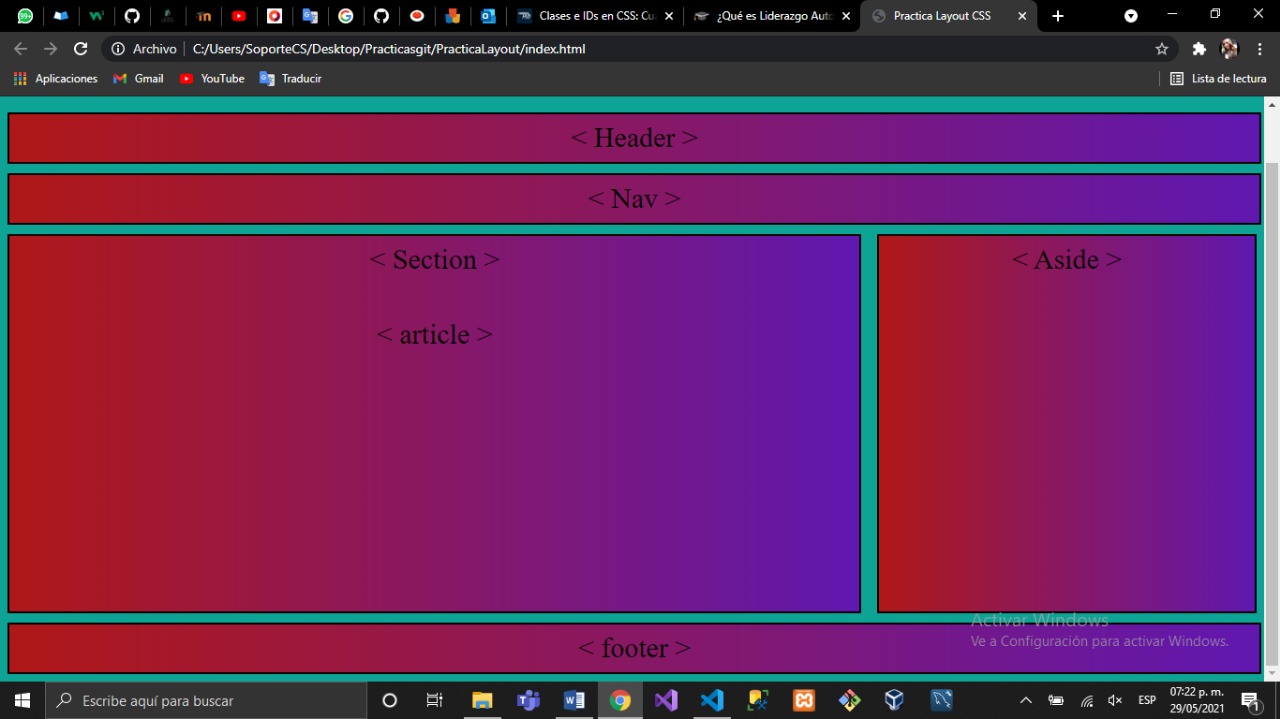 99+
Clases e IDs en CSS: Cu
¿Qué es Liderazgo Auto
Practica Layout CSS
Archivo
C:/Users/SoporteCS/Desktop/Practicasgit/PracticaLayout/index.html
Aplicaciones
Gmail
YouTube
Traducir
Lista de lectura
< Header >
< Nav >
< Section >
< Aside >
< article >
Activar Windows
Ve a Configuración para activar Windows.
< footer >
Escribe aquí para buscar
ESP
07:22 p. m.
29/05/2021
1